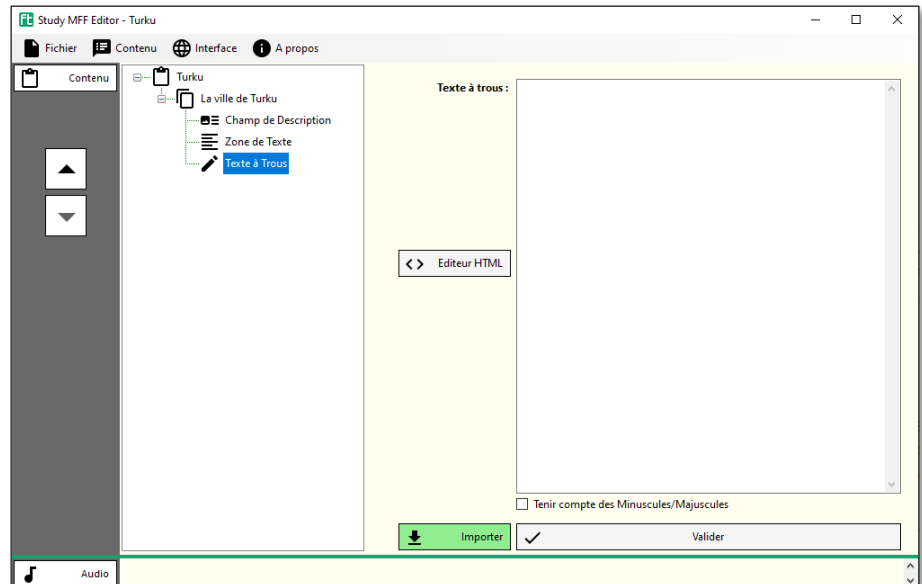 ft Study MFF Editor - Turku
Fichier Contenu Interface A propos
Contenu
Turku
La ville de Turku
Champ de Description
Zone de Texte
Texte à Trous
Texte à trous :
Editeur HTML
Tenir compte des Minuscules/Majuscules
Importer
Valider
Audio